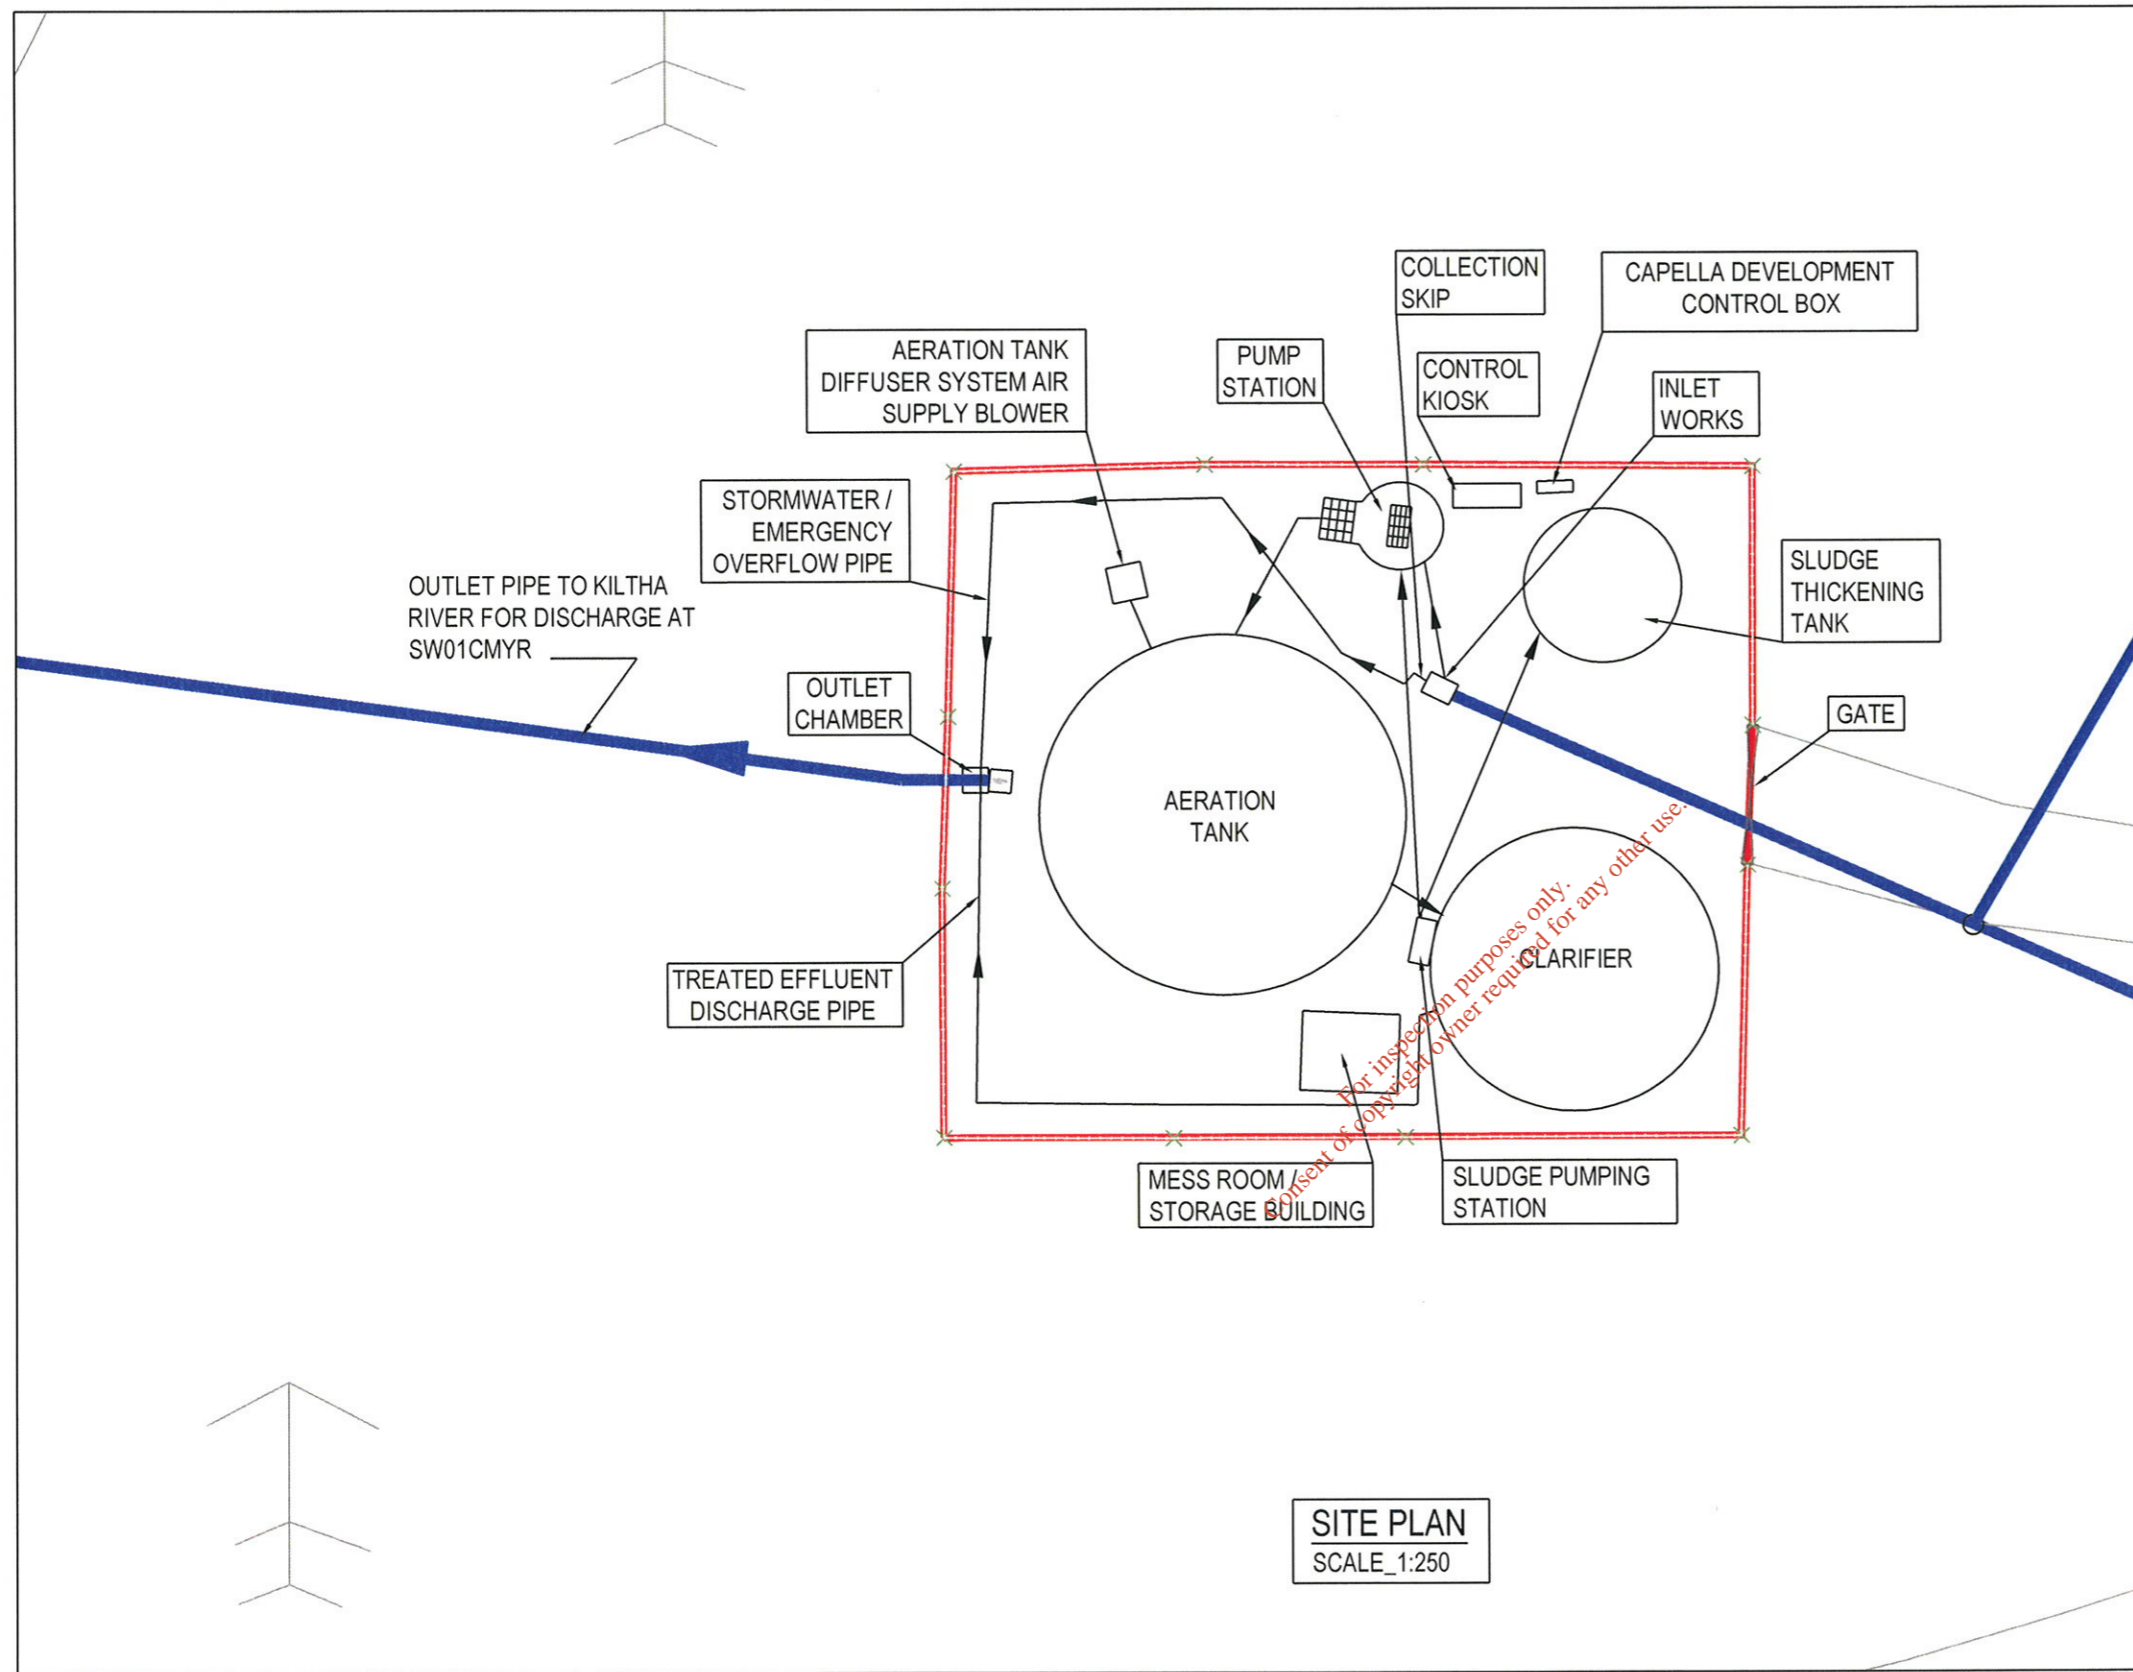 COLLECTION
SKIP
CAPELLA DEVELOPMENT
CONTROL BOX
AERATION TANK
DIFFUSER SYSTEM AIR
SUPPLY BLOWER
PUMP
STATION
CONTROL
KIOSK
INLET
WORKS
STORMWATER /
EMERGENCY
OVERFLOW PIPE
SLUDGE
THICKENING
TANK
OUTLET PIPE TO KILTHA
RIVER FOR DISCHARGE AT
SW01CMYR
OUTLET
CHAMBER
GATE
AERATION
TANK
CLARIFIER
TREATED EFFLUENT
DISCHARGE PIPE
For inspection purposes only.
Consent of copyright owner required for any other use.
MESS ROOM /
STORAGE BUILDING
SLUDGE PUMPING
STATION
SITE PLAN
SCALE_1:250